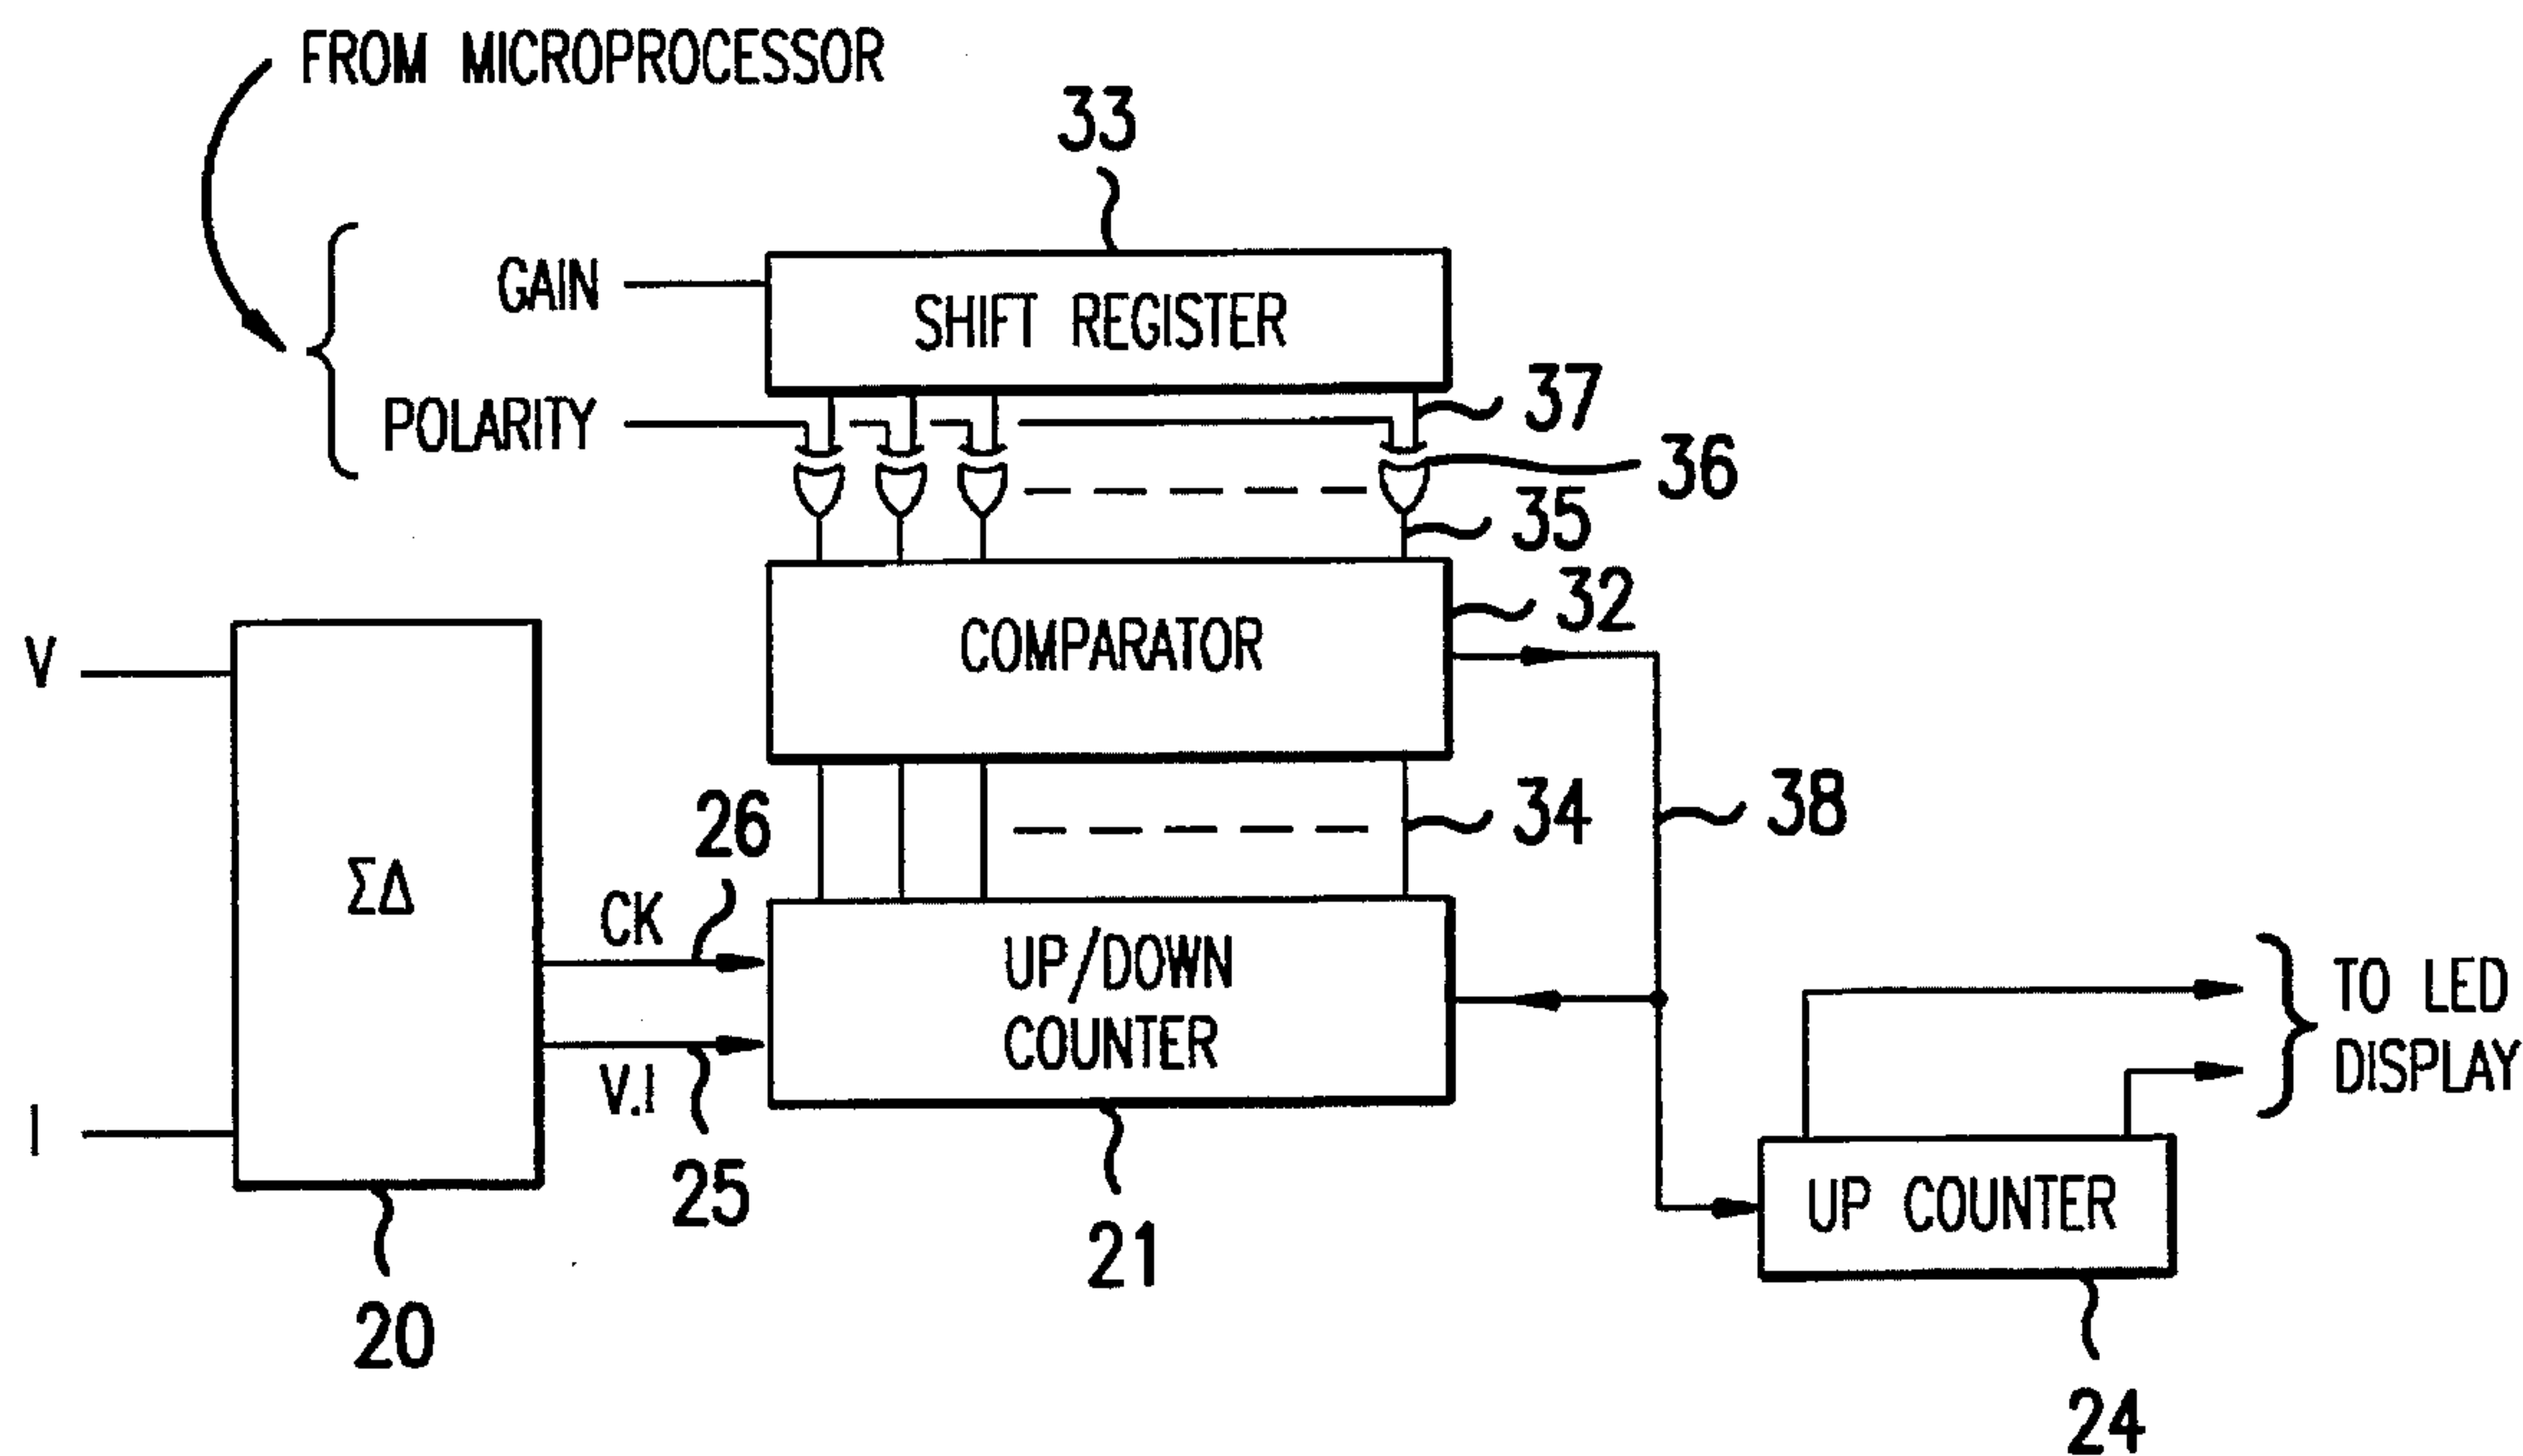 FROM MICROPROCESSOR
33
GAIN
SHIFT REGISTER
37
POLARITY
36
35
32
COMPARATOR
V
34
38
26
CK
ΣΔ
UP/DOWN
COUNTER
TO LED
DISPLAY
V.I
I
25
21
UP COUNTER
20
24